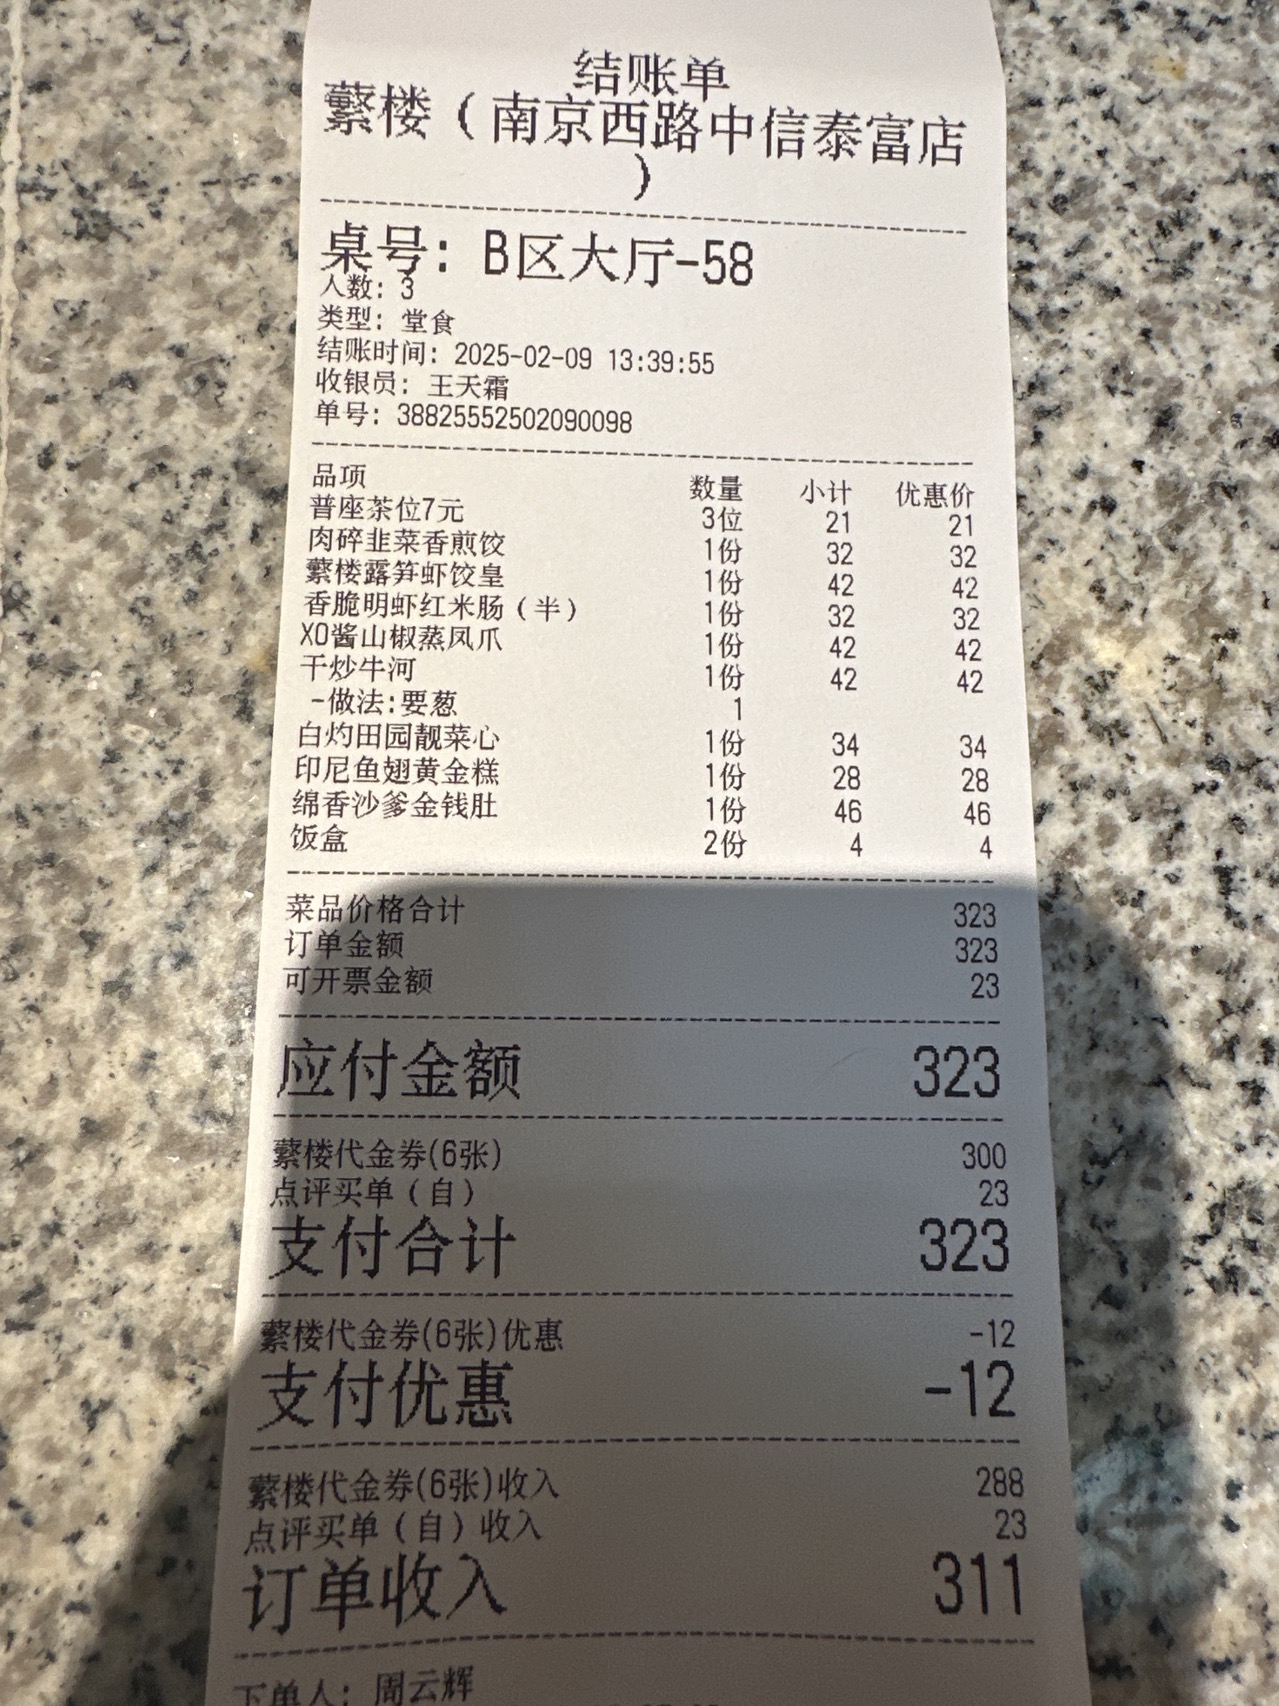 结账单
蘩楼（南京西路中信泰富店
）
桌号: B区大厅-58
人数: 3
类型: 堂食
结账时间: 2025-02-09 13:39:55
收银员: 王天霜
单号: 38825552502090098
品项 数量 小计 优惠价
普座茶位7元 3位 21 21
肉碎韭菜香煎饺 1份 32 32
蘩楼露笋虾饺皇 1份 42 42
香脆明虾红米肠（半） 1份 32 32
XO酱山椒蒸凤爪 1份 42 42
干炒牛河 1份 42 42
-做法:要葱 1
白灼田园靓菜心 1份 34 34
印尼鱼翅黄金糕 1份 28 28
绵香沙爹金钱肚 1份 46 46
饭盒 2份 4 4
菜品价格合计 323
订单金额 323
可开票金额 23
应付金额 323
蘩楼代金券(6张) 300
点评买单（自） 23
支付合计 323
蘩楼代金券(6张)优惠 -12
支付优惠 -12
蘩楼代金券(6张)收入 288
点评买单（自）收入 23
订单收入 311
下单人: 周云辉